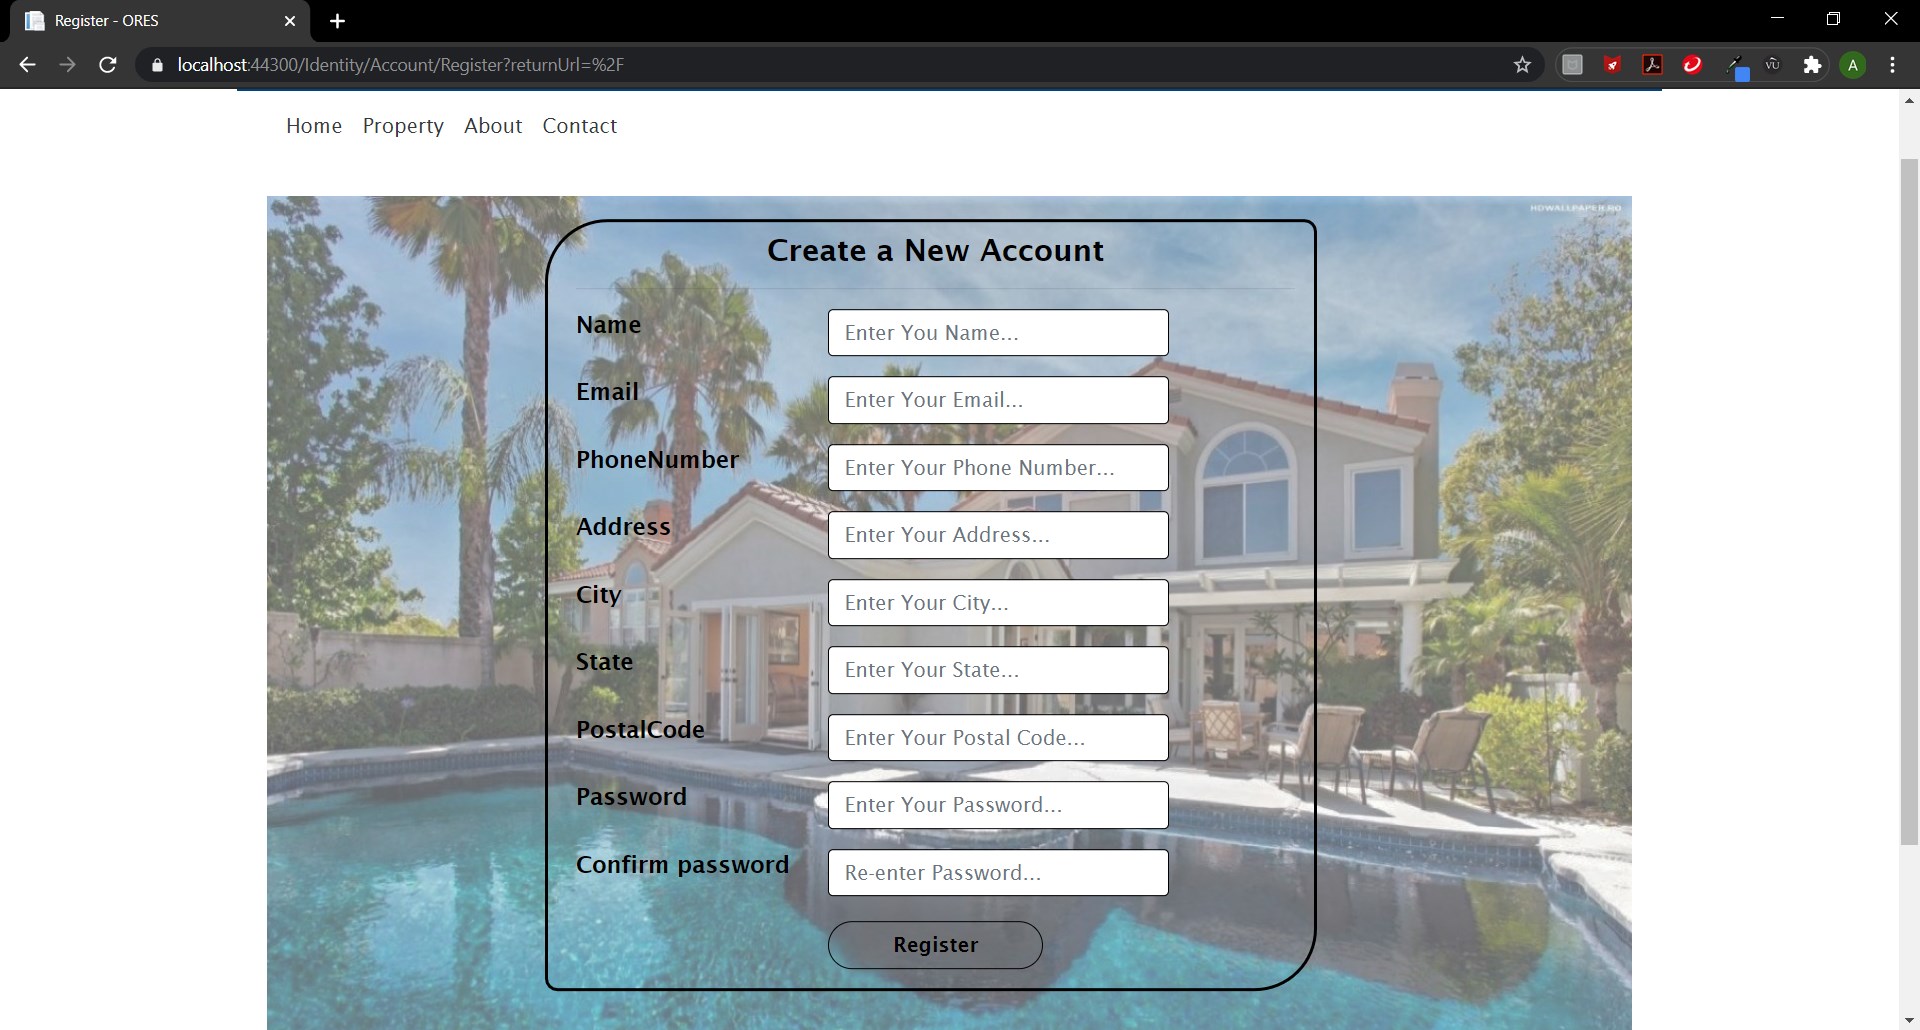 Register - ORES
localhost:44300/Identity/Account/Register?returnUrl=%2F
A
Home Property About Contact
HDWALLPAPER.RO
Create a New Account
Name Enter You Name...
Email Enter Your Email...
PhoneNumber Enter Your Phone Number...
Address Enter Your Address...
City Enter Your City...
State Enter Your State...
PostalCode Enter Your Postal Code...
Password Enter Your Password...
Confirm password Re-enter Password...
Register